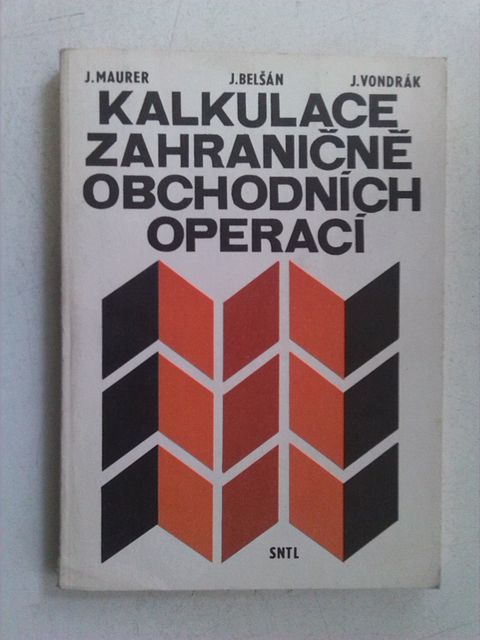 J. MAURER J. BELŠÁN J. VONDRÁK
KALKULACE
ZAHRANIČNĚ
OBCHODNÍCH
OPERACÍ
SNTL